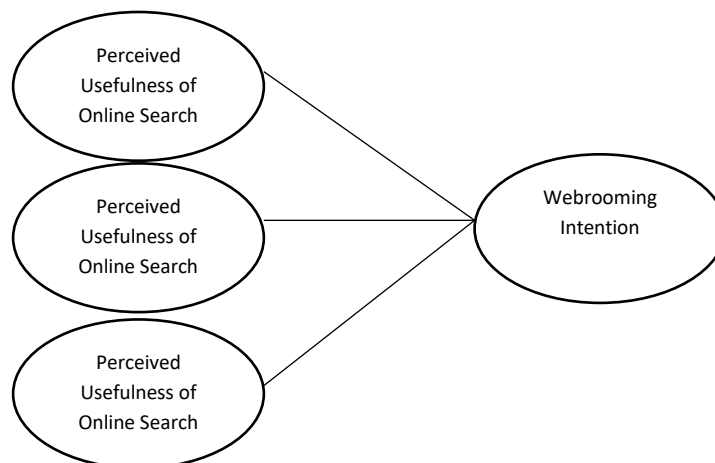 Perceived
Usefulness of
Online Search
Perceived
Usefulness of
Online Search
Perceived
Usefulness of
Online Search
Webrooming
Intention